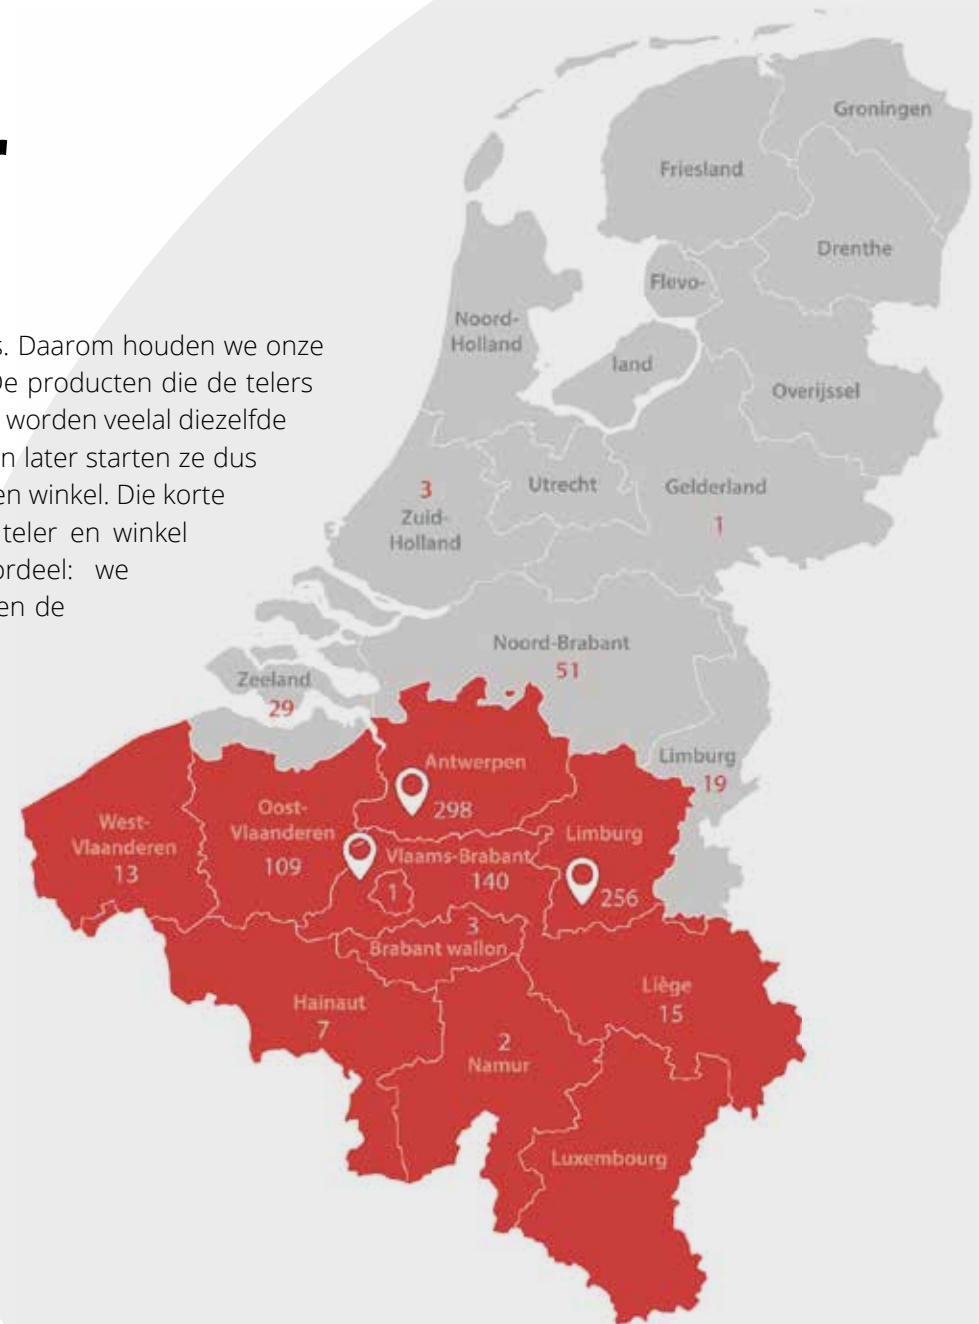 s. Daarom houden we onze
De producten die de telers
worden veelal diezelfde
n later starten ze dus
en winkel. Die korte
teler en winkel
ordeel: we
en de
Groningen
Friesland
Drenthe
Flevo-
land
Noord-
Holland
Overijssel
Utrecht
Gelderland
1
3
Zuid-
Holland
Noord-Brabant
51
Zeeland
29
Limburg
19
Antwerpen
298
West-
Vlaanderen
13
Oost-
Vlaanderen
109
Limburg
256
Vlaams-Brabant
140
1
3
Brabant wallon
Hainaut
7
Liège
15
2
Namur
Luxembourg